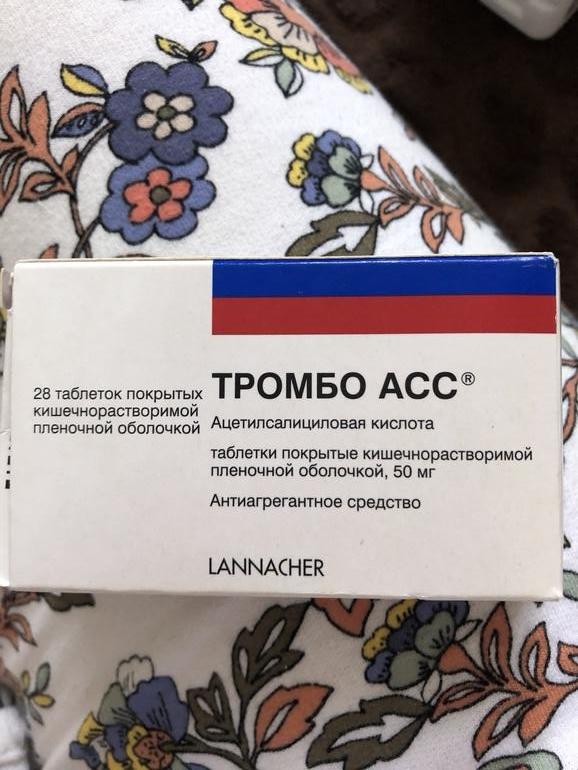 28 таблеток покрытых
кишечнорастворимой
пленочной оболочкой
ТРОМБО АСС®
Ацетилсалициловая кислота
таблетки покрытые кишечнорастворимой
пленочной оболочкой, 50 мг
Антиагрегантное средство
LANNACHER